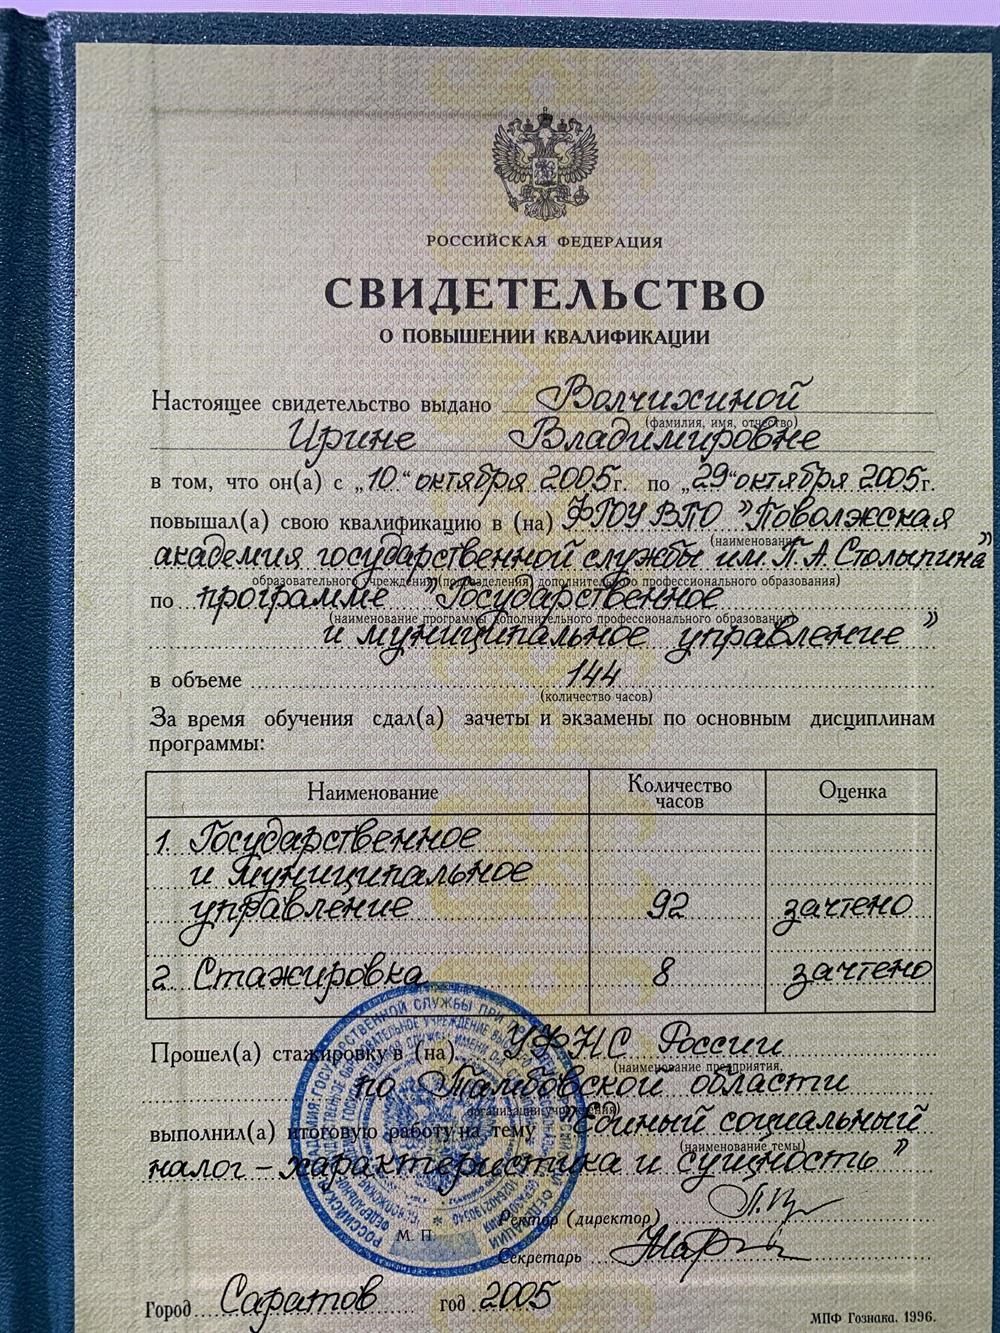 РОССИЙСКАЯ ФЕДЕРАЦИЯ
СВИДЕТЕЛЬСТВО
О ПОВЫШЕНИИ КВАЛИФИКАЦИИ
Настоящее свидетельство выдано Волчихиной
(фамилия, имя, отчество)
Ирине Владимировне
в том, что он(а) с „10“ октября 2005г. по „29“ октября 2005г.
повышал(а) свою квалификацию в (на) ФГОУ ВПО "Поволжская
(наименование
академия государственной службы им. П.А. Столыпина"
образовательного учреждения (подразделения) дополнительного профессионального образования)
по программе "Государственное
(наименование программы дополнительного профессионального образования)
и муниципальное управление"
в объеме 144
(количество часов)
За время обучения сдал(а) зачеты и экзамены по основным дисциплинам
программы:
Наименование Количество часов Оценка
1. Государственное
и муниципальное
управление 92 зачтено
2. Стажировка 8 зачтено
Прошел(а) стажировку в (на) УФНС России
(наименование предприятия,
по Тамбовской области
организации, учреждения)
выполнил(а) итоговую работу на тему "Единый социальный
(наименование темы)
налог – характеристика и сущность"
Ректор (директор)
М. П.
Секретарь
Город Саратов год 2005
МПФ Гознака. 1996.